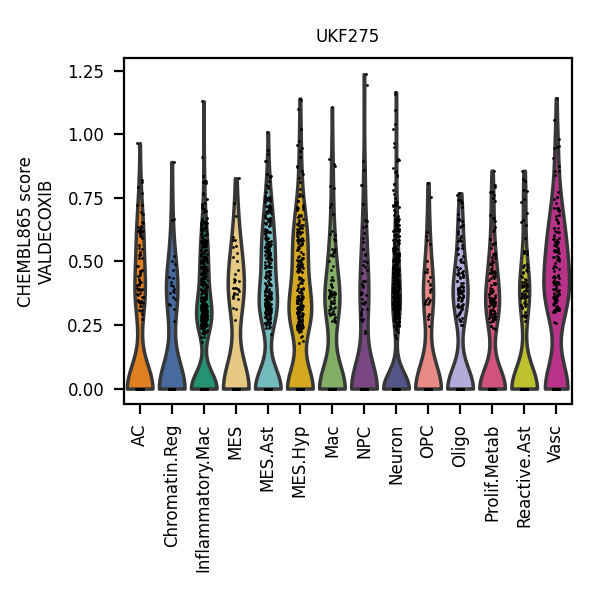 UKF275
CHEMBL865 score
VALDECOXIB
1.25
1.00
0.75
0.50
0.25
0.00
AC
Chromatin.Reg
Inflammatory.Mac
MES
MES.Ast
MES.Hyp
Mac
NPC
Neuron
OPC
Oligo
Prolif.Metab
Reactive.Ast
Vasc